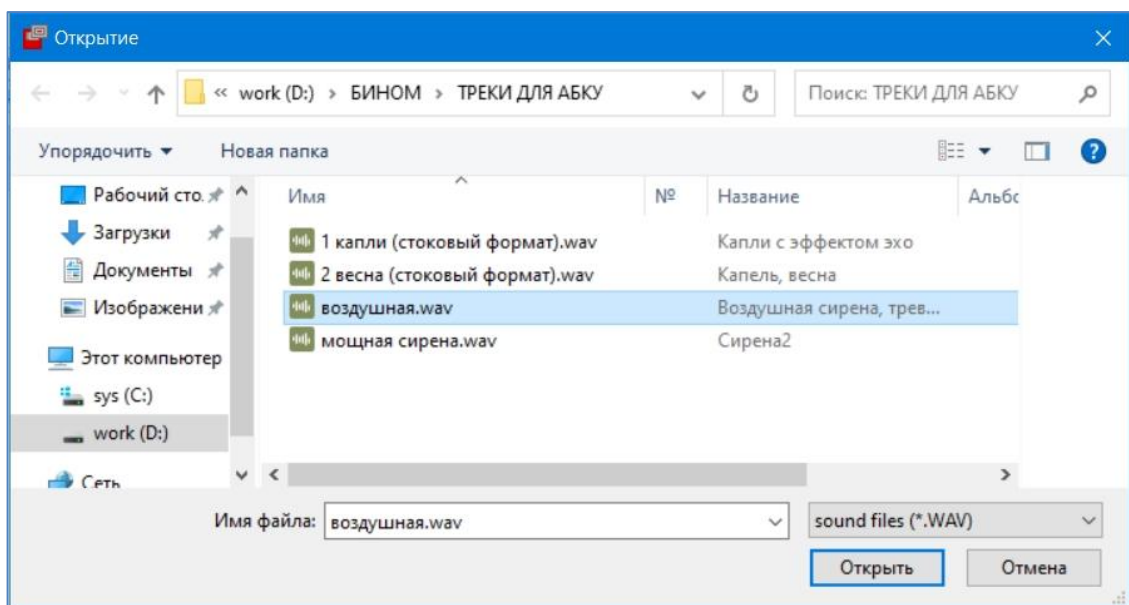 Открытие
« work (D:) › БИНОМ › ТРЕКИ ДЛЯ АБКУ
Поиск: ТРЕКИ ДЛЯ АБКУ
Упорядочить Новая папка
Рабочий сто.
Загрузки
Документы
Изображени
Этот компьютер
sys (C:)
work (D:)
Сеть
Имя № Название Альбо
1 капли (стоковый формат).wav Капли с эффектом эхо
2 весна (стоковый формат).wav Капель, весна
воздушная.wav Воздушная сирена, трев...
мощная сирена.wav Сирена2
Имя файла: воздушная.wav sound files (*.WAV)
Открыть Отмена